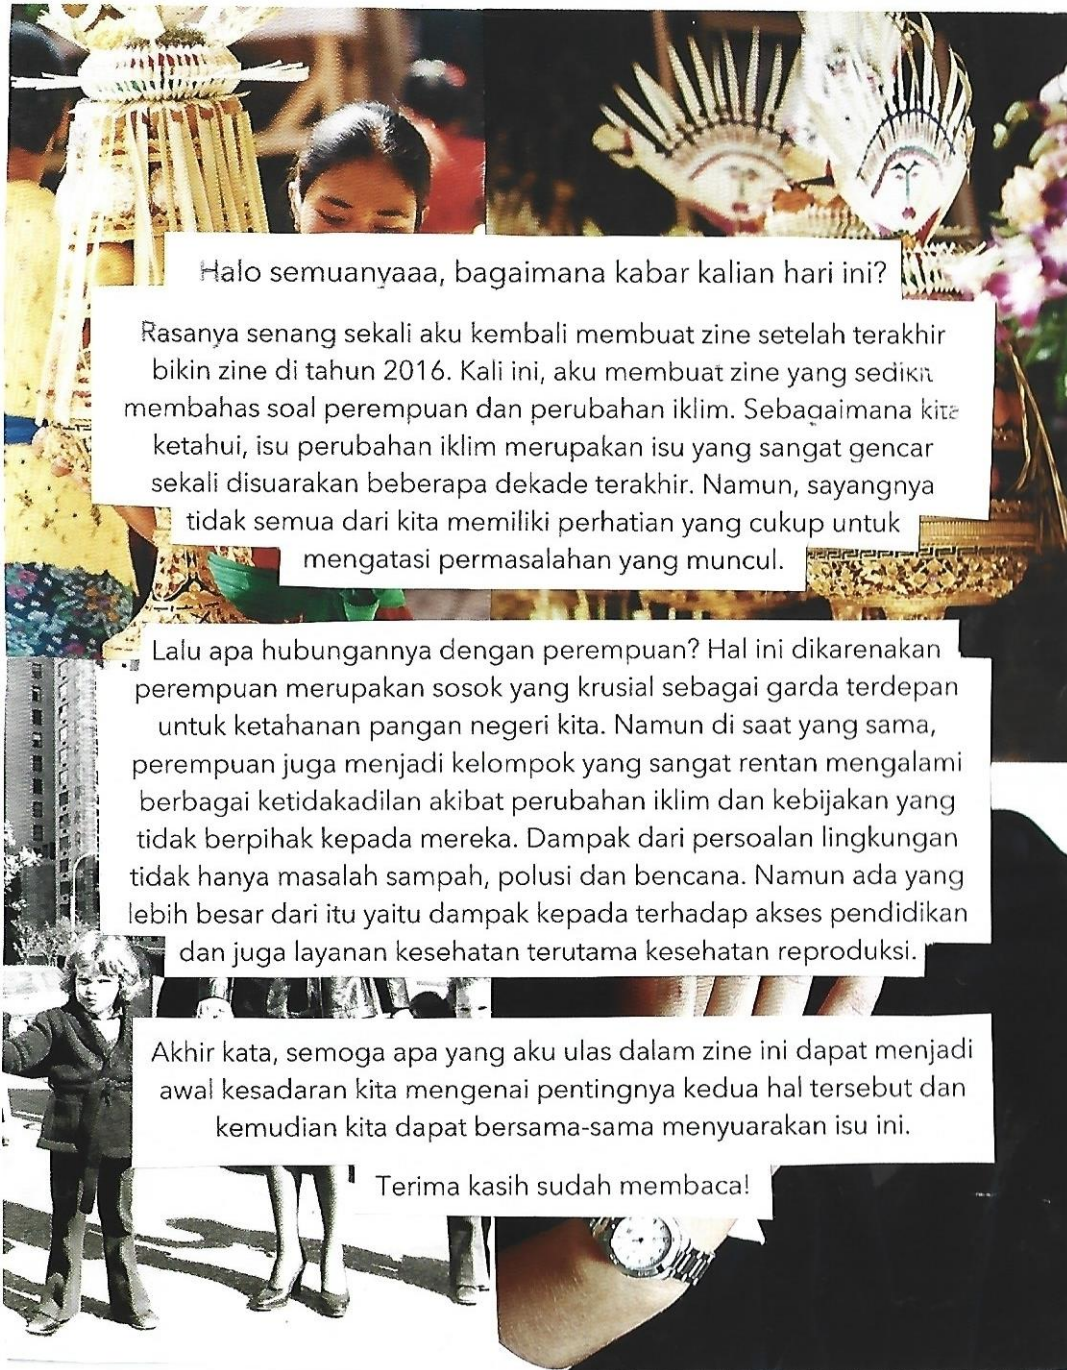 Halo semuanyaaa, bagaimana kabar kalian hari ini?
Rasanya senang sekali aku kembali membuat zine setelah terakhir
bikin zine di tahun 2016. Kali ini, aku membuat zine yang sedikit
membahas soal perempuan dan perubahan iklim. Sebagaimana kita
ketahui, isu perubahan iklim merupakan isu yang sangat gencar
sekali disuarakan beberapa dekade terakhir. Namun, sayangnya
tidak semua dari kita memiliki perhatian yang cukup untuk
mengatasi permasalahan yang muncul.
Lalu apa hubungannya dengan perempuan? Hal ini dikarenakan
perempuan merupakan sosok yang krusial sebagai garda terdepan
untuk ketahanan pangan negeri kita. Namun di saat yang sama,
perempuan juga menjadi kelompok yang sangat rentan mengalami
berbagai ketidakadilan akibat perubahan iklim dan kebijakan yang
tidak berpihak kepada mereka. Dampak dari persoalan lingkungan
tidak hanya masalah sampah, polusi dan bencana. Namun ada yang
lebih besar dari itu yaitu dampak kepada terhadap akses pendidikan
dan juga layanan kesehatan terutama kesehatan reproduksi.
Akhir kata, semoga apa yang aku ulas dalam zine ini dapat menjadi
awal kesadaran kita mengenai pentingnya kedua hal tersebut dan
kemudian kita dapat bersama-sama menyuarakan isu ini.
Terima kasih sudah membaca!